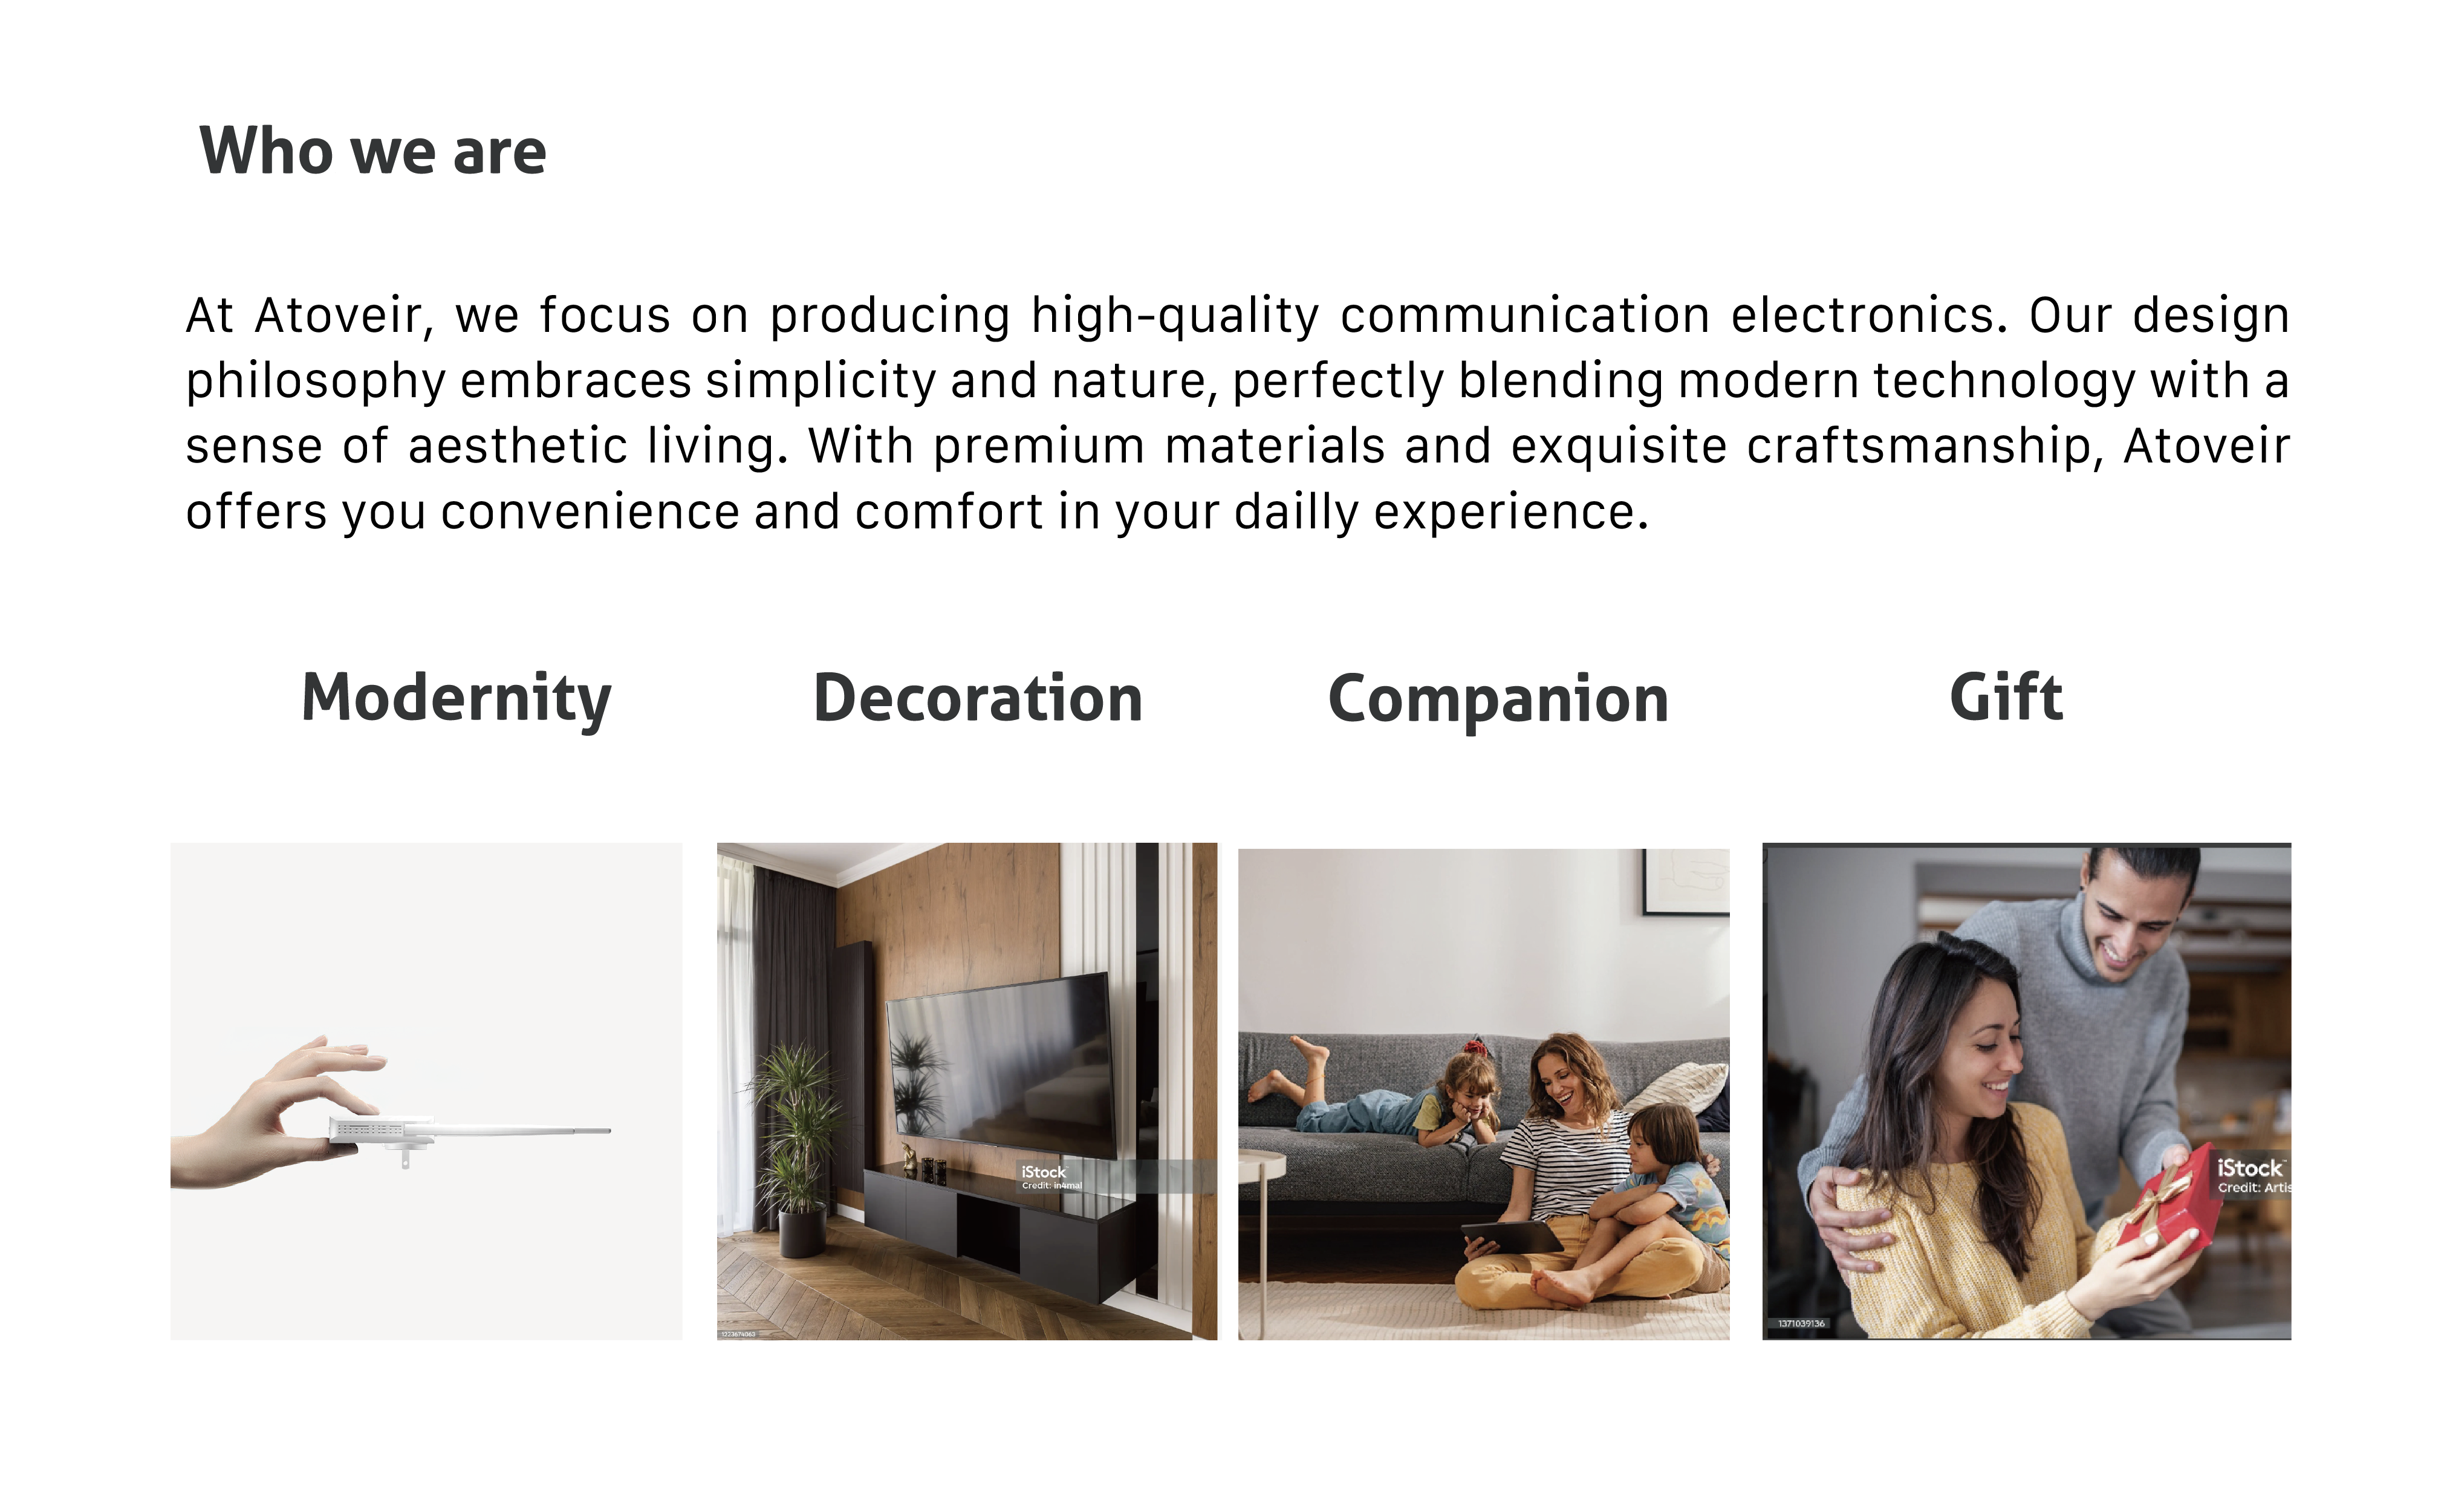 Who we are
At Atoveir, we focus on producing high-quality communication electronics. Our design
philosophy embraces simplicity and nature, perfectly blending modern technology with a
sense of aesthetic living. With premium materials and exquisite craftsmanship, Atoveir
offers you convenience and comfort in your dailly experience.
Modernity
Decoration
Companion
Gift
iStock
Credit: in4mal
1223674063
iStock
Credit: Artis
1371039136